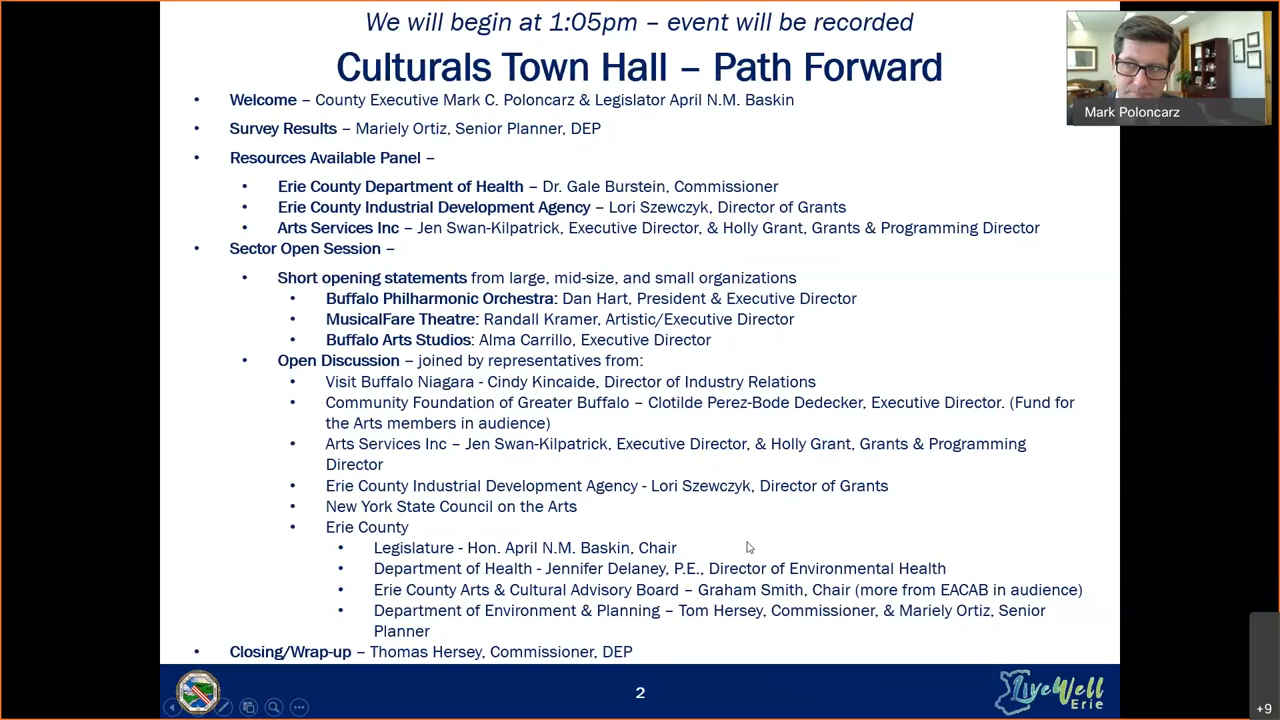 We will begin at 1:05pm – event will be recorded
Culturals Town Hall – Path Forward
• Welcome – County Executive Mark C. Poloncarz & Legislator April N.M. Baskin
• Survey Results – Mariely Ortiz, Senior Planner, DEP
• Resources Available Panel –
• Erie County Department of Health – Dr. Gale Burstein, Commissioner
• Erie County Industrial Development Agency – Lori Szewczyk, Director of Grants
• Arts Services Inc – Jen Swan-Kilpatrick, Executive Director, & Holly Grant, Grants & Programming Director
• Sector Open Session –
• Short opening statements from large, mid-size, and small organizations
• Buffalo Philharmonic Orchestra: Dan Hart, President & Executive Director
• MusicalFare Theatre: Randall Kramer, Artistic/Executive Director
• Buffalo Arts Studios: Alma Carrillo, Executive Director
• Open Discussion – joined by representatives from:
• Visit Buffalo Niagara - Cindy Kincaide, Director of Industry Relations
• Community Foundation of Greater Buffalo – Clotilde Perez-Bode Dedecker, Executive Director. (Fund for
the Arts members in audience)
• Arts Services Inc – Jen Swan-Kilpatrick, Executive Director, & Holly Grant, Grants & Programming
Director
• Erie County Industrial Development Agency - Lori Szewczyk, Director of Grants
• New York State Council on the Arts
• Erie County
• Legislature - Hon. April N.M. Baskin, Chair
• Department of Health - Jennifer Delaney, P.E., Director of Environmental Health
• Erie County Arts & Cultural Advisory Board – Graham Smith, Chair (more from EACAB in audience)
• Department of Environment & Planning – Tom Hersey, Commissioner, & Mariely Ortiz, Senior
Planner
• Closing/Wrap-up – Thomas Hersey, Commissioner, DEP
2
LiveWell
Erie
Mark Poloncarz
+9